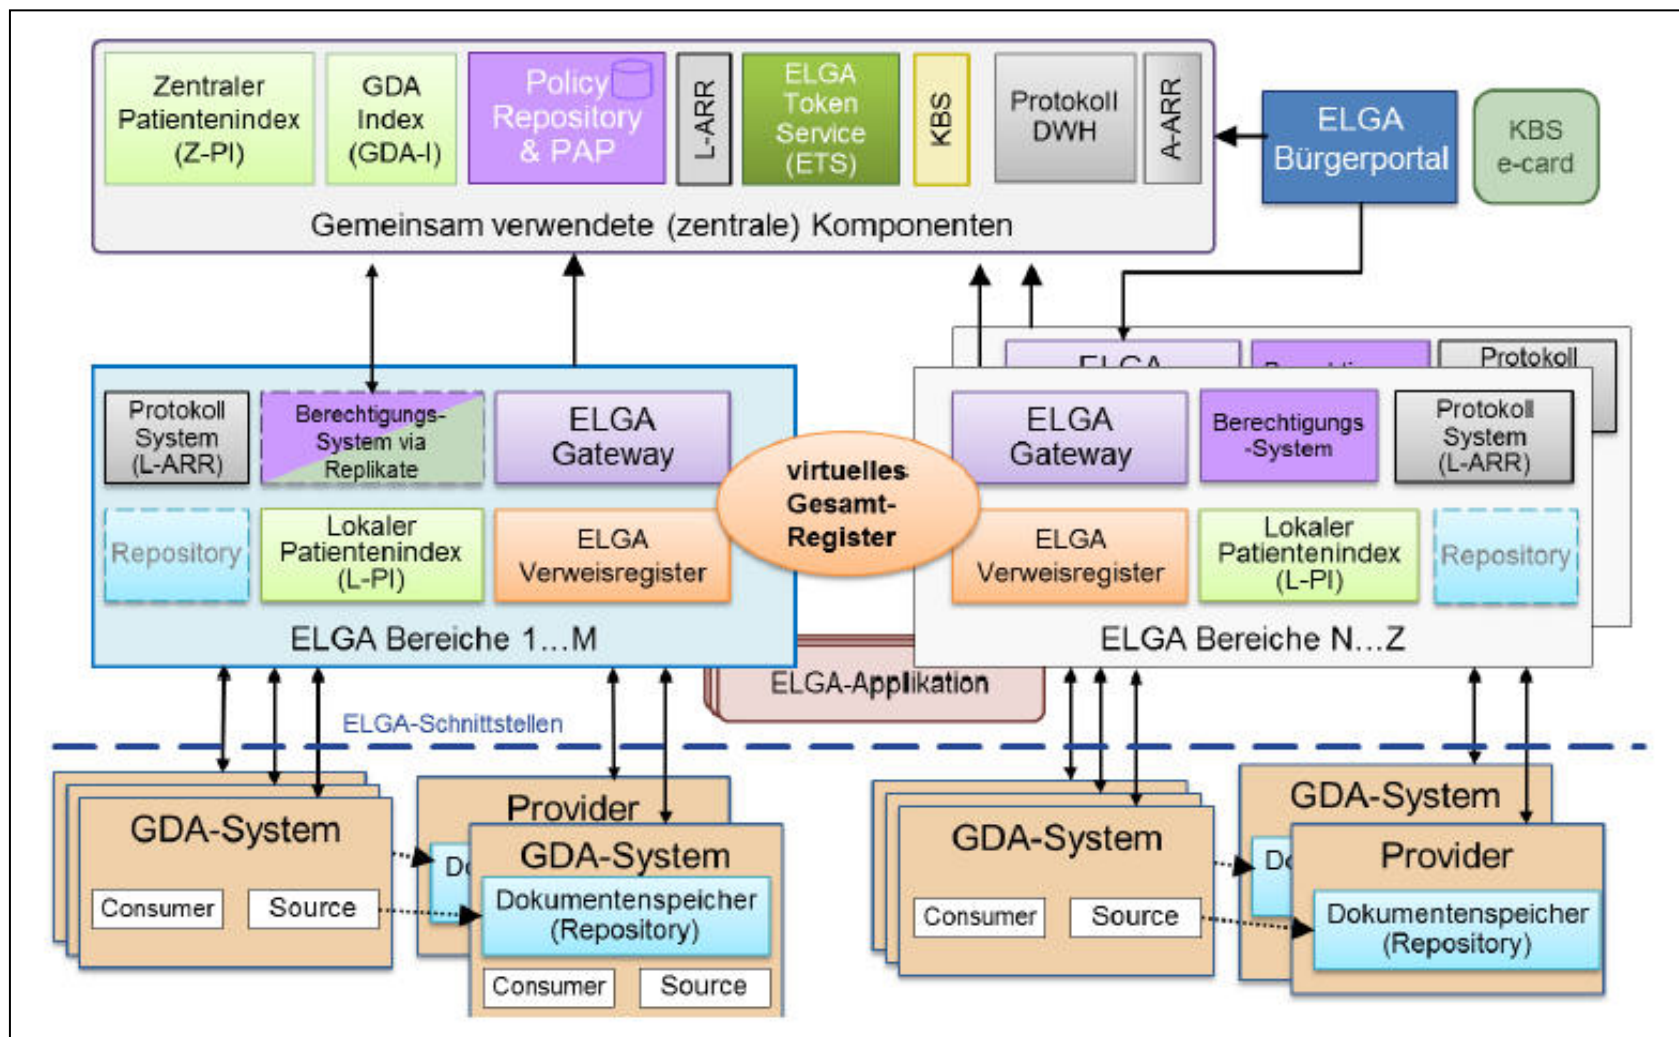 Zentraler
Patientenindex
(Z-PI)
GDA
Index
(GDA-I)
Policy
Repository
& PAP
L-ARR
ELGA
Token
Service
(ETS)
KBS
Protokoll
DWH
A-ARR
ELGA
Bürgerportal
KBS
e-card
Gemeinsam verwendete (zentrale) Komponenten
Protokoll
Protokoll
System
(L-ARR)
Berechtigungs-
System via
Replikate
ELGA
Gateway
virtuelles
Gesamt-
Register
ELGA
ELGA
Gateway
Berechtigungs
-System
Protokoll
System
(L-ARR)
Repository
Lokaler
Patientenindex
(L-PI)
ELGA
Verweisregister
ELGA
Verweisregister
Lokaler
Patientenindex
(L-PI)
Repository
ELGA Bereiche 1...M
ELGA Bereiche N...Z
ELGA-Applikation
ELGA-Schnittstellen
GDA-System
Consumer
Source
Provider
Do
GDA-System
Dokumentenspeicher
(Repository)
Consumer
Source
GDA-System
Consumer
Source
GDA-System
Do
Provider
Dokumentenspeicher
(Repository)